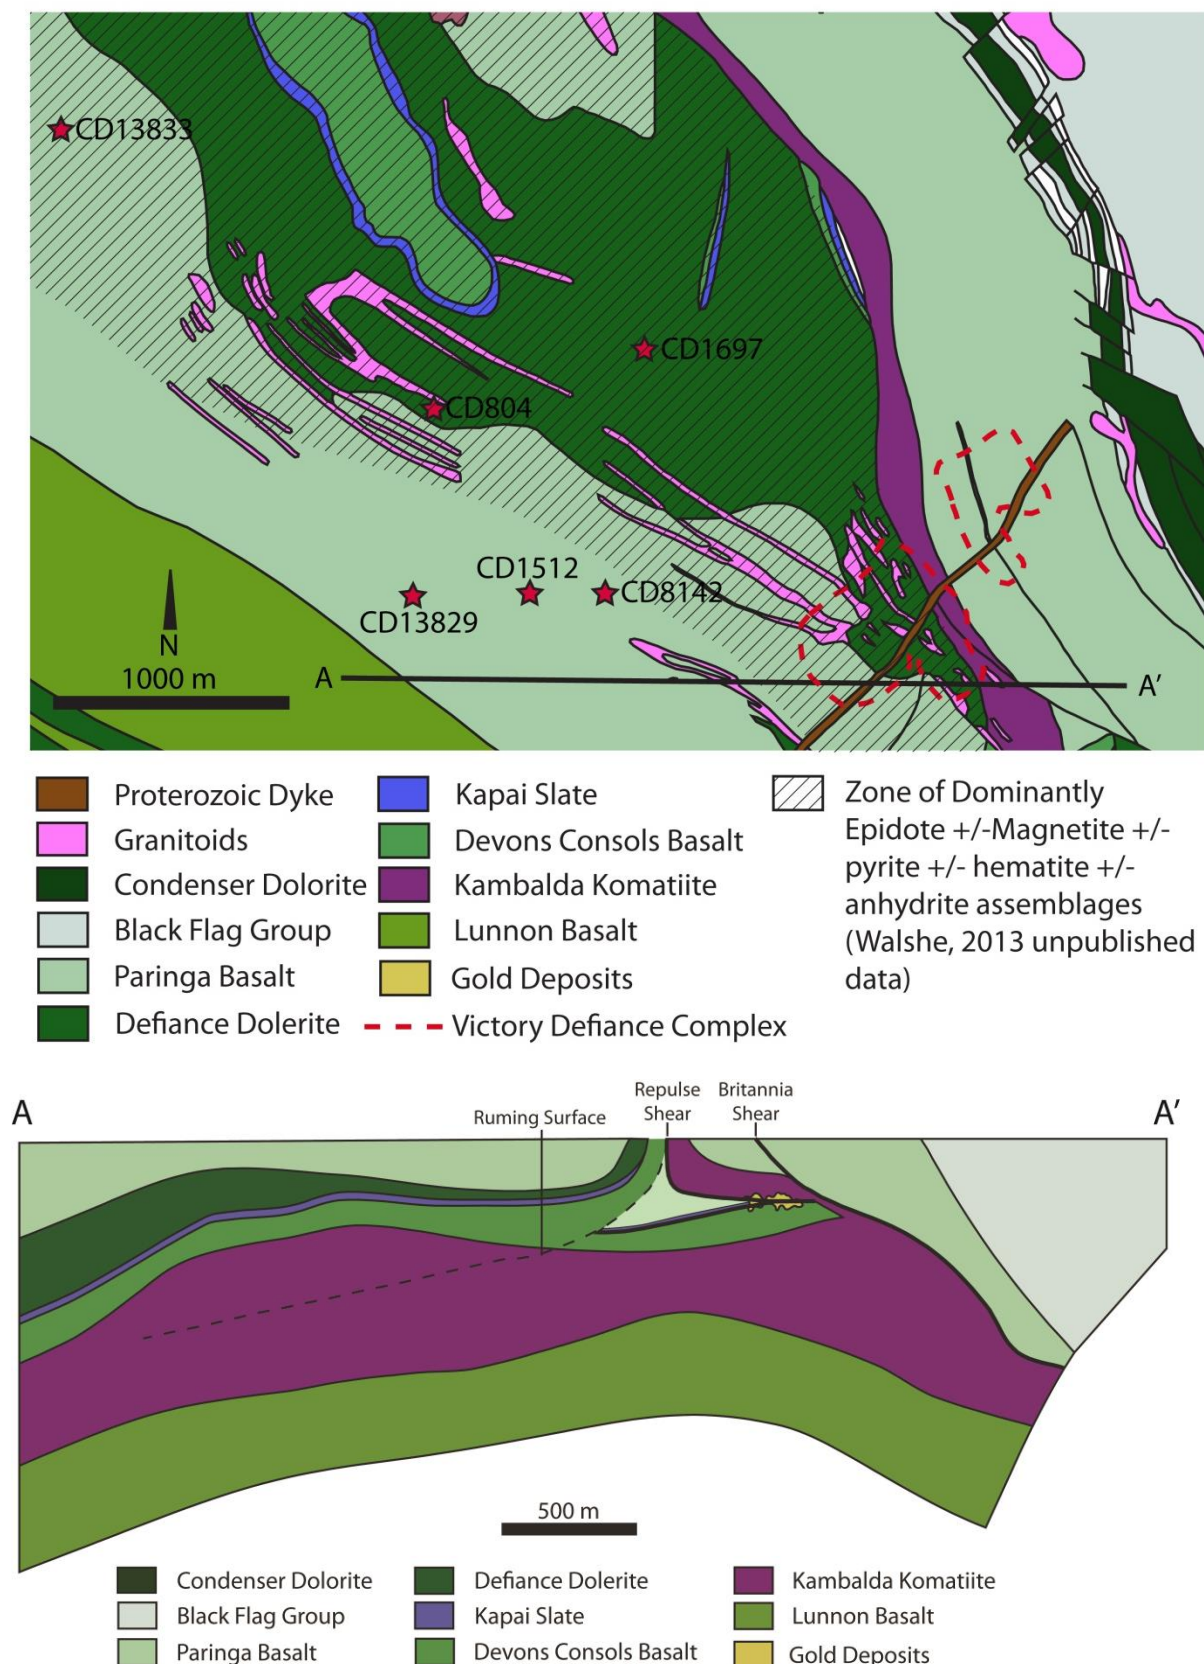 CD13833
CD1697
CD804
CD1512
CD8142
CD13829
N
1000 m
A
A’
Proterozoic Dyke
Granitoids
Condenser Dolorite
Black Flag Group
Paringa Basalt
Defiance Dolerite
Kapai Slate
Devons Consols Basalt
Kambalda Komatiite
Lunnon Basalt
Gold Deposits
Victory Defiance Complex
Zone of Dominantly
Epidote +/-Magnetite +/-
pyrite +/- hematite +/-
anhydrite assemblages
(Walshe, 2013 unpublished
data)
A
A’
Ruming Surface
Repulse
Shear
Britannia
Shear
500 m
Condenser Dolorite
Black Flag Group
Paringa Basalt
Defiance Dolerite
Kapai Slate
Devons Consols Basalt
Kambalda Komatiite
Lunnon Basalt
Gold Deposits